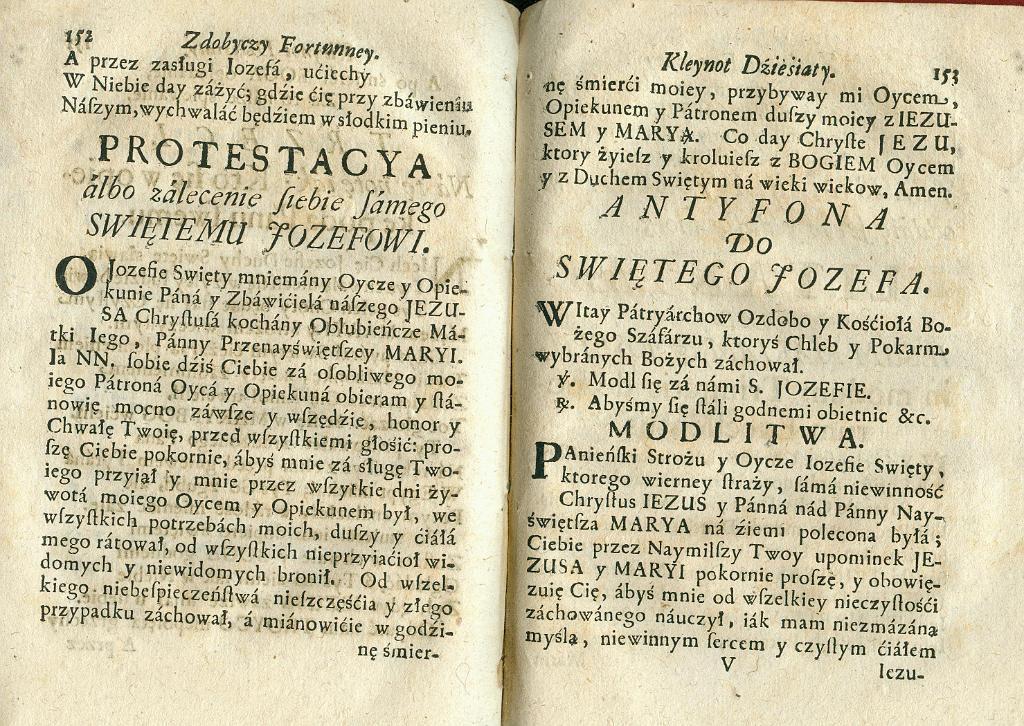 152
Zdobyczy Fortunney.
A przez zasługi Iozefá, ućiechy
W Niebie day záżyć; gdzie ćię przy zbáwieniu
Nászym, wychwaláć będźiem w słodkim pieniu.
PROTESTACYA
álbo zálecenie ſiebie ſámego
SWIĘTEMU JOZEFOWI.
O Jozefie Swięty mniemány Oycze y Opie-
kunie Páná y Zbáwićielá nászego JEZU-
SA Chryſtuſá kochány Oblubieńcze Má-
tki Iego, Pánny Przenayświętſzey MARYI.
Ia NN, ſobie dźiś Ciebie zá oſobliwego mo-
iego Pátroná Oycá y Opiekuná obieram y ſtá-
nowię mocno záwſze y wſzędzie, honor y
Chwałę Twoię, przed wſzyſtkiemi głośić: pro-
ſzę Ciebie pokornie, ábyś mnie zá sługę Two-
iego przyiął y mnie przez wſzytkie dni ży-
wotá moiego Oycem y Opiekunem był, we
wſzyſtkich potrzebách moich, duſzy y ćiáłá
mego rátował, od wſzyſtkich nieprzyiaćioł wi-
domych y niewidomych bronił. Od wſzel-
kiego niebeſpieczeńſtwá nieſzczęśćia y złego
przypadku záchował, á miánowićie w godźi-
nę śmier-
Kleynot Dźieśiaty.
153
nę śmierći moiey, przybyway mi Oycem,
Opiekunem y Pátronem duſzy moiey z IEZU-
SEM y MARYĄ. Co day Chryſte JEZU,
ktory żyieſz y kroluieſz z BOGIEM Oycem
y z Duchem Swiętym ná wieki wiekow, Amen.
ANTYFONA
DO
SWIĘTEGO JOZEFA.
WItay Pátryárchow Ozdobo y Kośćiołá Bo-
żego Száfárzu, ktoryś Chleb y Pokarm
wybránych Bożych záchował.
℣. Modl ſię zá námi S. JOZEFIE.
℟. Abyśmy ſię ſtáli godnemi obietnic &c.
MODLITWA.
PAnieńſki Strożu y Oycze Iozefie Swięty,
ktorego wierney ſtraży, ſámá niewinność
Chryſtus IEZUS y Pánná nád Pánny Nay-
świętſza MARYA ná źiemi polecona byłá;
Ciebie przez Naymilſzy Twoy upominek JE-
ZUSA y MARYI pokornie proſzę, y obowię-
zuię Cię, ábyś mnie od wſzelkiey nieczyſtośći
záchowánego náuczył, iák mam niezmázáną
myślą, niewinnym ſercem y czyſtym ćiáłem
V
Iezu-